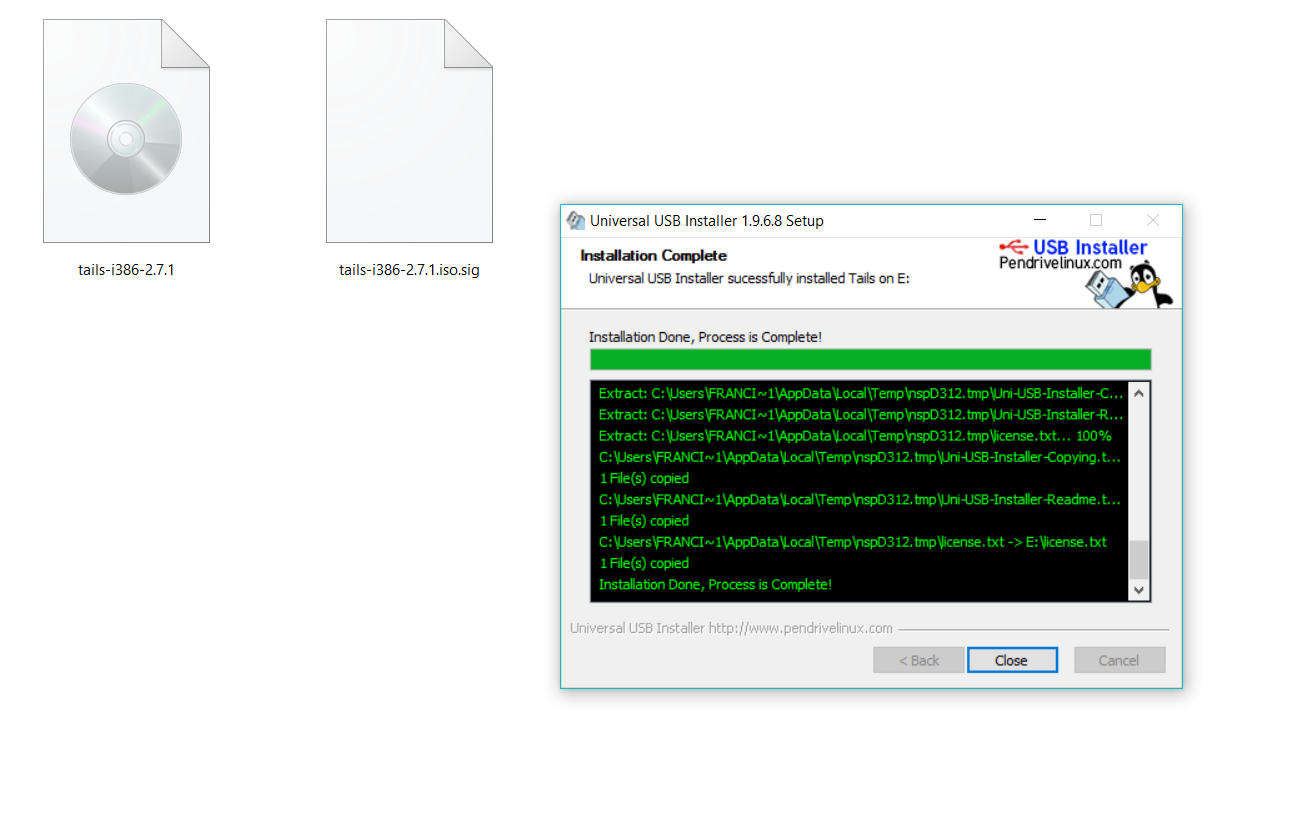 tails-i386-2.7.1
tails-i386-2.7.1.iso.sig
Universal USB Installer 1.9.6.8 Setup
Installation Complete
Universal USB Installer sucessfully installed Tails on E:
USB Installer
Pendrivelinux.com
Installation Done, Process is Complete!
Extract: C:\Users\FRANCI~1\AppData\Local\Temp\nspD312.tmp\Uni-USB-Installer-C...
Extract: C:\Users\FRANCI~1\AppData\Local\Temp\nspD312.tmp\Uni-USB-Installer-R...
Extract: C:\Users\FRANCI~1\AppData\Local\Temp\nspD312.tmp\license.txt... 100%
C:\Users\FRANCI~1\AppData\Local\Temp\nspD312.tmp\Uni-USB-Installer-Copying.t...
1 File(s) copied
C:\Users\FRANCI~1\AppData\Local\Temp\nspD312.tmp\Uni-USB-Installer-Readme.t...
1 File(s) copied
C:\Users\FRANCI~1\AppData\Local\Temp\nspD312.tmp\license.txt -> E:\license.txt
1 File(s) copied
Installation Done, Process is Complete!
Universal USB Installer http://www.pendrivelinux.com
< Back
Close
Cancel